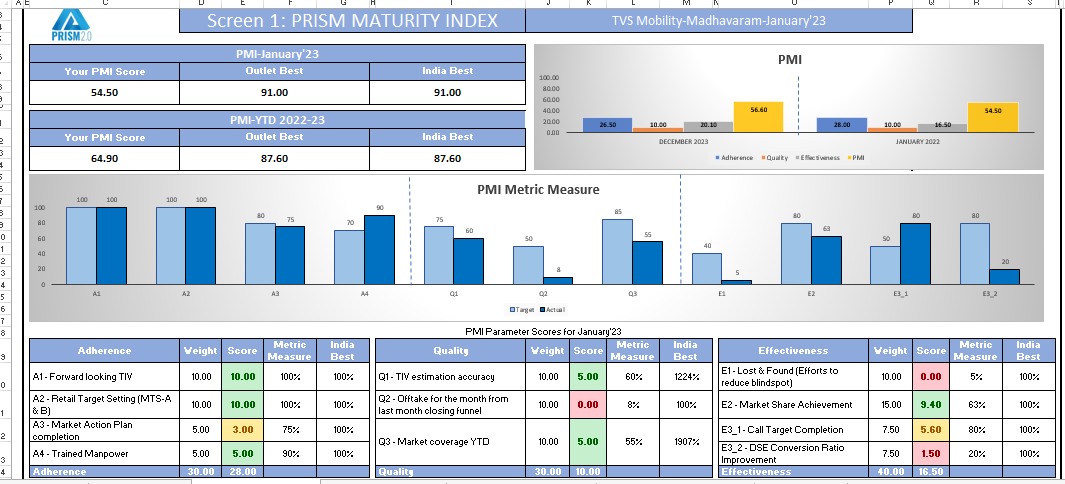 C D E F G H I J K L M N O P Q R S
PRISM 2.0
Screen 1: PRISM MATURITY INDEX
TVS Mobility-Madhavaram-January'23
PMI-January'23
Your PMI Score Outlet Best India Best
54.50 91.00 91.00
PMI-YTD 2022-23
Your PMI Score Outlet Best India Best
64.90 87.60 87.60
PMI
100.00
80.00
60.00
40.00
20.00
0.00
26.50 10.00 20.10 56.60 28.00 10.00 16.50 54.50
DECEMBER 2023 JANUARY 2022
Adherence Quality Effectiveness PMI
PMI Metric Measure
100
80
60
40
20
0
100 100 100 100 80 75 70 90 75 60 50 8 85 55 40 5 80 63 50 80 80 20
A1 A2 A3 A4 Q1 Q2 Q3 E1 E2 E3_1 E3_2
Target Actual
PMI Parameter Scores for January'23
Adherence Weight Score Metric Measure India Best
A1 - Forward looking TIV 10.00 10.00 100% 100%
A2 - Retail Target Setting (MTS-A & B) 10.00 10.00 100% 100%
A3 - Market Action Plan completion 5.00 3.00 75% 100%
A4 - Trained Manpower 5.00 5.00 90% 100%
Adherence 30.00 28.00
Quality Weight Score Metric Measure India Best
Q1 - TIV estimation accuracy 10.00 5.00 60% 1224%
Q2 - Offtake for the month from last month closing funnel 10.00 0.00 8% 100%
Q3 - Market coverage YTD 10.00 5.00 55% 1907%
Quality 30.00 10.00
Effectiveness Weight Score Metric Measure India Best
E1 - Lost & Found (Efforts to reduce blindspot) 10.00 0.00 5% 100%
E2 - Market Share Achievement 15.00 9.40 63% 100%
E3_1 - Call Target Completion 7.50 5.60 80% 100%
E3_2 - DSE Conversion Ratio Improvement 7.50 1.50 20% 100%
Effectiveness 40.00 16.50